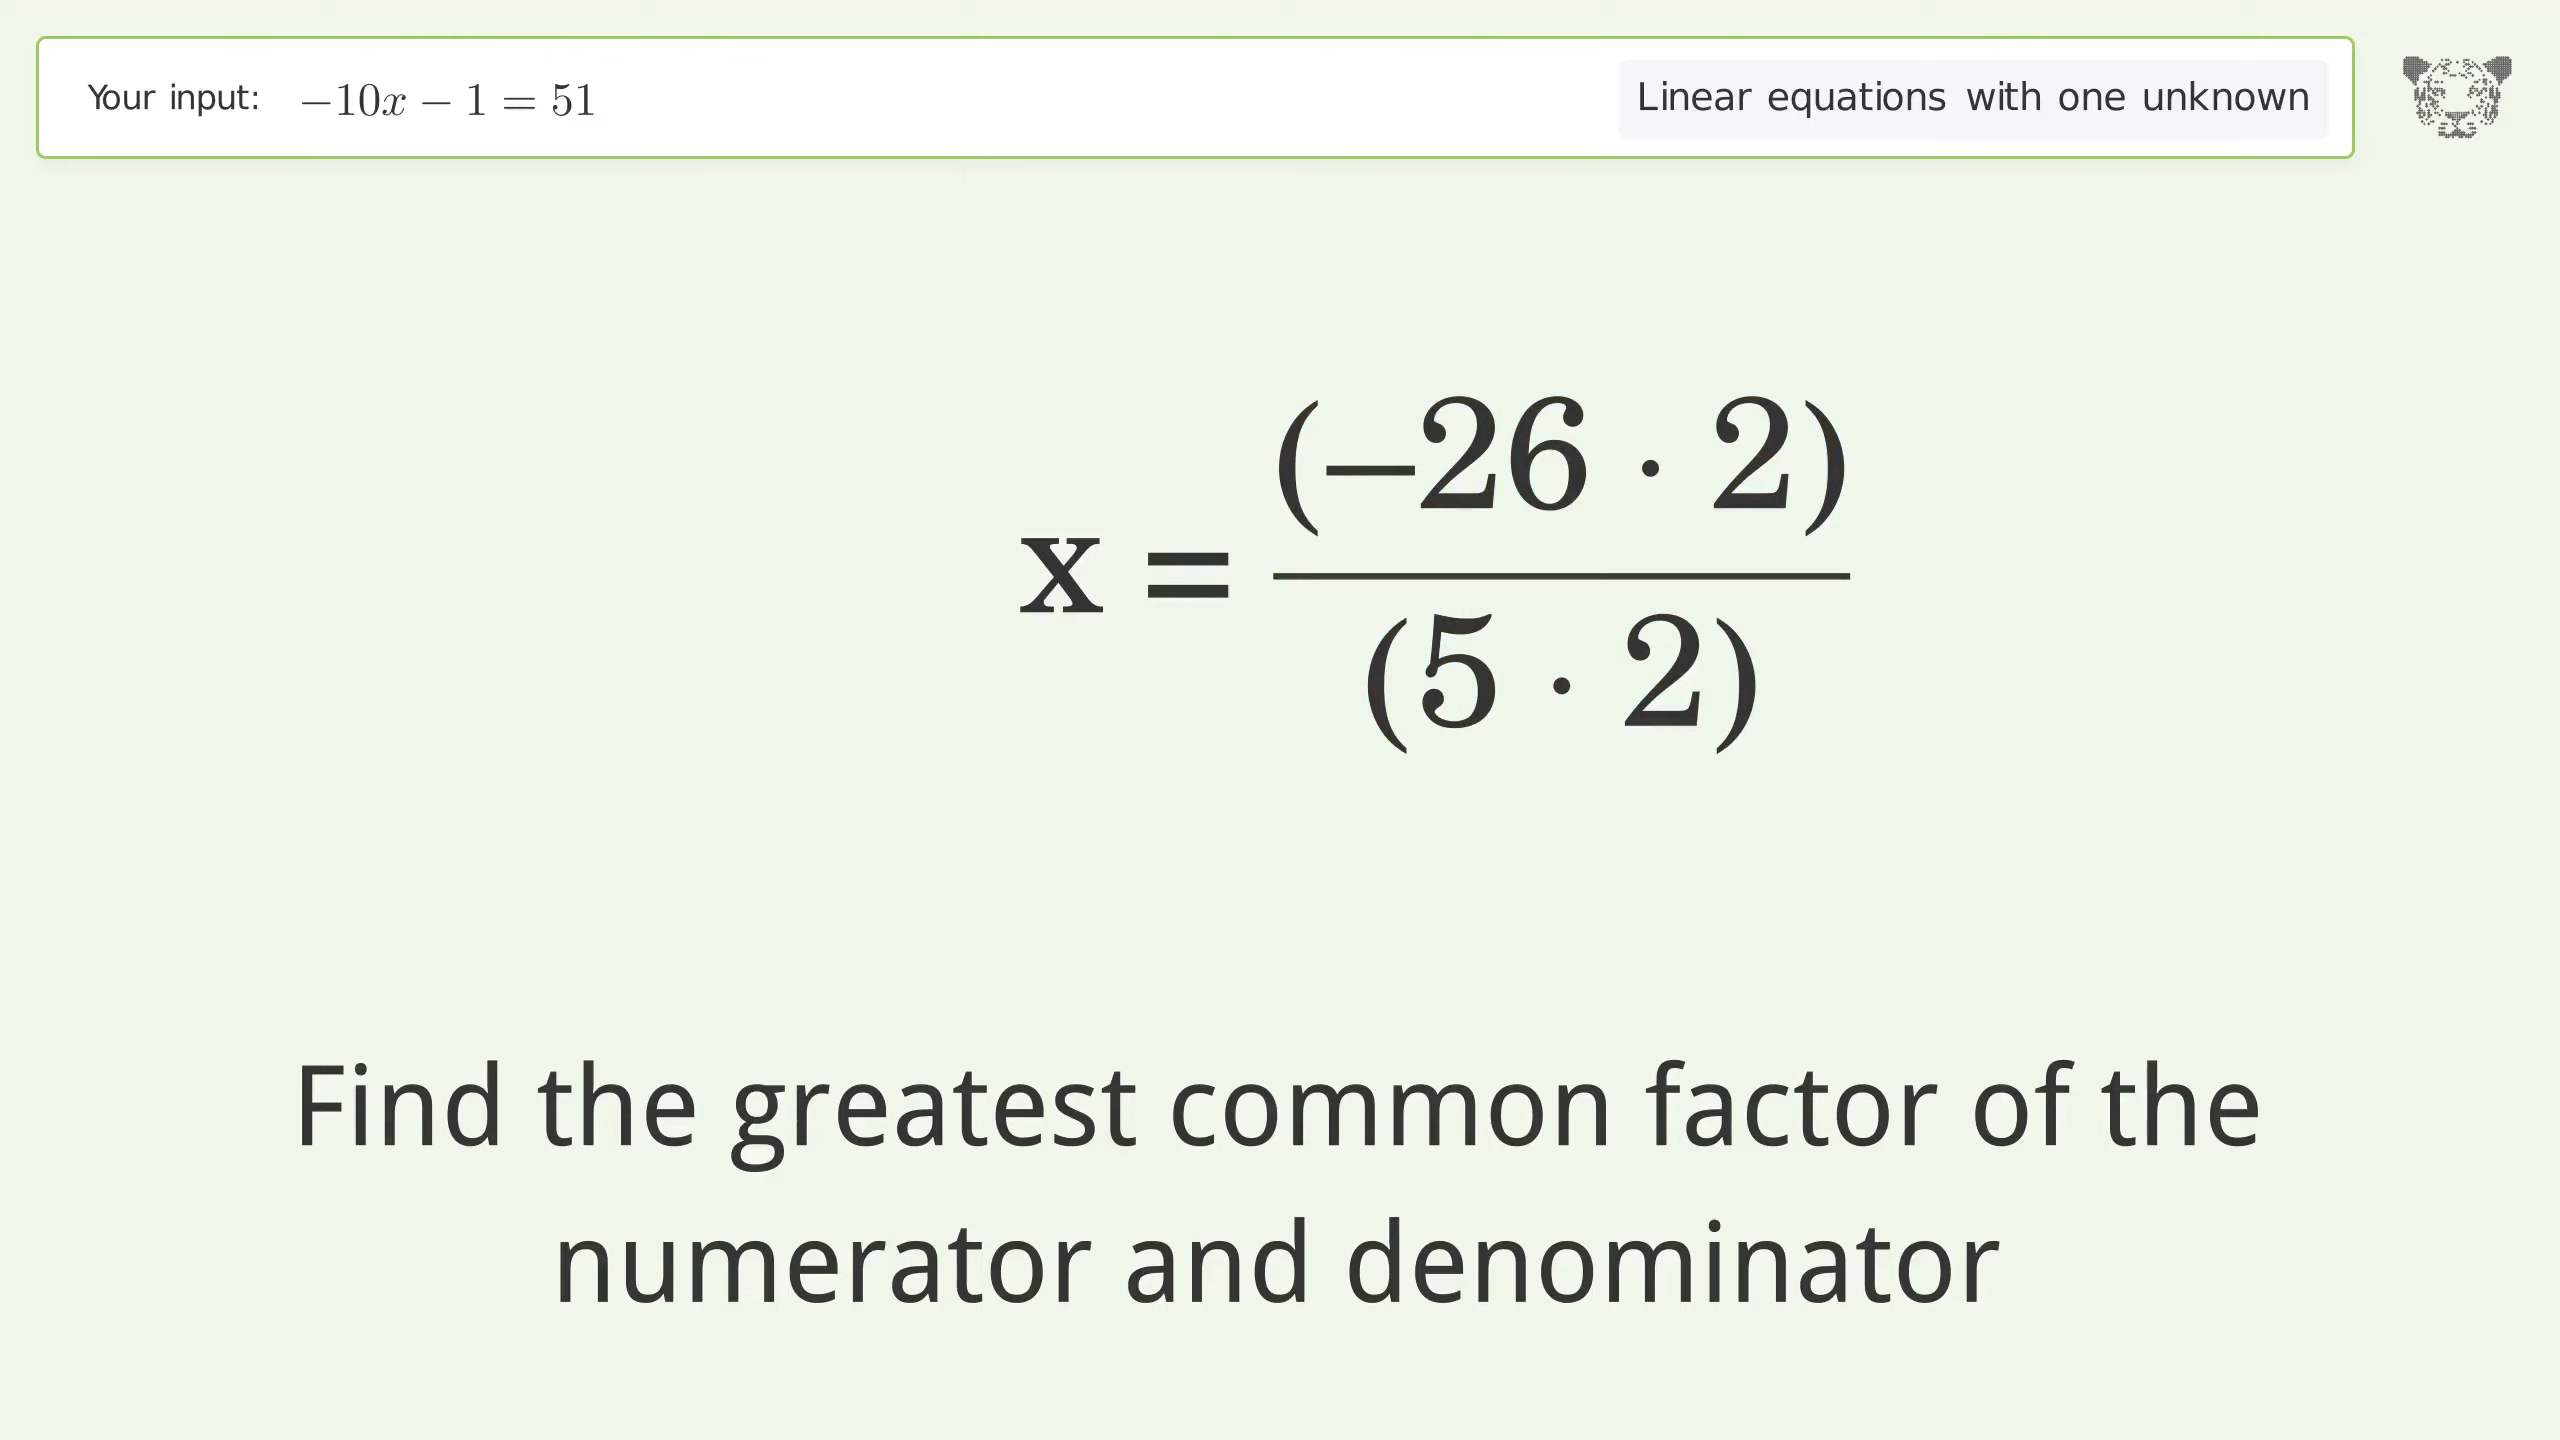 Your input: −10x − 1 = 51
Linear equations with one unknown
x = (−26 · 2) / (5 · 2)
Find the greatest common factor of the
numerator and denominator